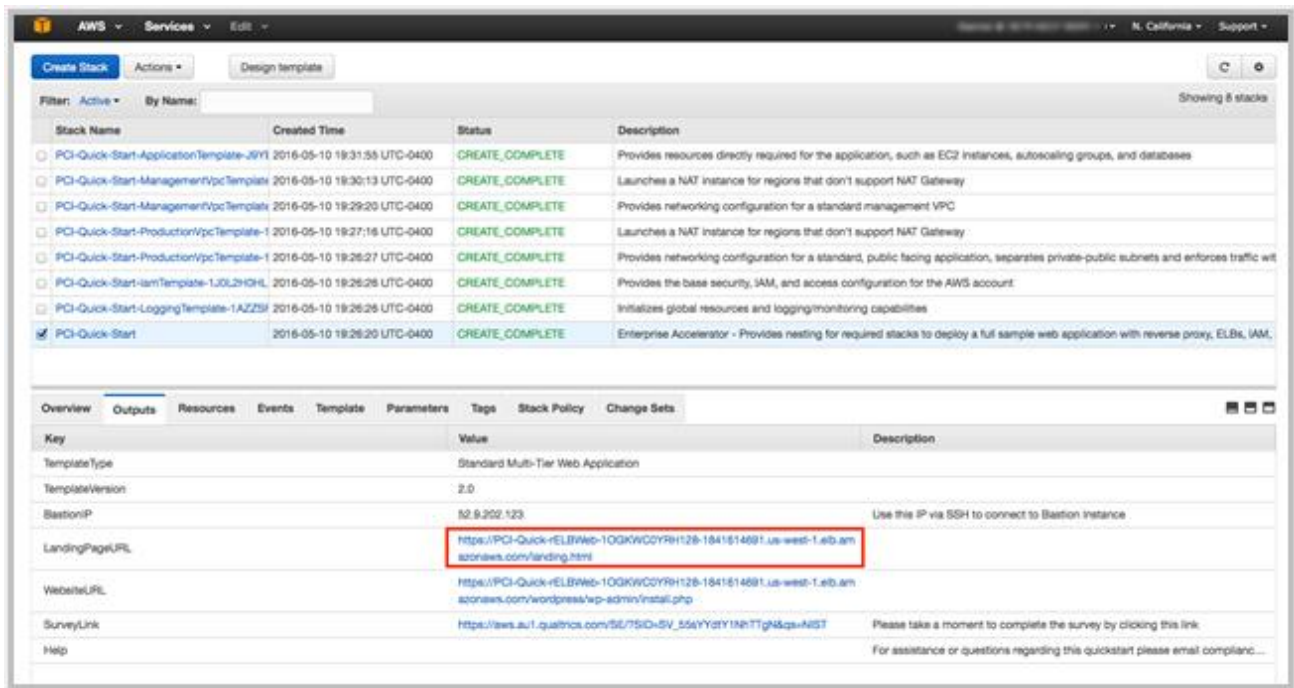 AWS Services Edit N. California Support
Create Stack Actions Design template
Filter: Active By Name: Showing 8 stacks
Stack Name Created Time Status Description
PCI-Quick-Start-ApplicationTemplate- 2016-05-10 19:31:55 UTC-0400 CREATE_COMPLETE Provides resources directly required for the application, such as EC2 instances, autoscaling groups, and databases
PCI-Quick-Start-ManagementVpcTemplate 2016-05-10 19:30:13 UTC-0400 CREATE_COMPLETE Launches a NAT instance for regions that don't support NAT Gateway
PCI-Quick-Start-ManagementVpcTemplate 2016-05-10 19:29:20 UTC-0400 CREATE_COMPLETE Provides networking configuration for a standard management VPC
PCI-Quick-Start-ProductionVpcTemplate-1 2016-05-10 19:27:16 UTC-0400 CREATE_COMPLETE Launches a NAT instance for regions that don't support NAT Gateway
PCI-Quick-Start-ProductionVpcTemplate-1 2016-05-10 19:26:27 UTC-0400 CREATE_COMPLETE Provides networking configuration for a standard, public facing application, separates private-public subnets and enforces traffic wit
PCI-Quick-Start-IamTemplate-1J0L2H0HL 2016-05-10 19:26:26 UTC-0400 CREATE_COMPLETE Provides the base security, IAM, and access configuration for the AWS account
PCI-Quick-Start-LoggingTemplate-1AZZSF 2016-05-10 19:26:26 UTC-0400 CREATE_COMPLETE Initializes global resources and logging/monitoring capabilities
PCI-Quick-Start 2016-05-10 19:26:20 UTC-0400 CREATE_COMPLETE Enterprise Accelerator - Provides nesting for required stacks to deploy a full sample web application with reverse proxy, ELBs, IAM,
Overview Outputs Resources Events Template Parameters Tags Stack Policy Change Sets
Key Value Description
TemplateType Standard Multi-Tier Web Application
TemplateVersion 2.0
BastionIP 52.9.202.123 Use this IP via SSH to connect to Bastion Instance
LandingPageURL https://PCI-Quick-rELBWeb-1OGKWC0YRH128-1841614691.us-west-1.elb.am
azonaws.com/landing.html
WebsiteURL https://PCI-Quick-rELBWeb-1OGKWC0YRH128-1841614691.us-west-1.elb.am
azonaws.com/wordpress/wp-admin/install.php
SurveyLink https://aws.au1.qualtrics.com/SE/?SID=SV_55sYYdtY1NhTTgN&qs=NIST Please take a moment to complete the survey by clicking this link
Help For assistance or questions regarding this quickstart please email complianc...